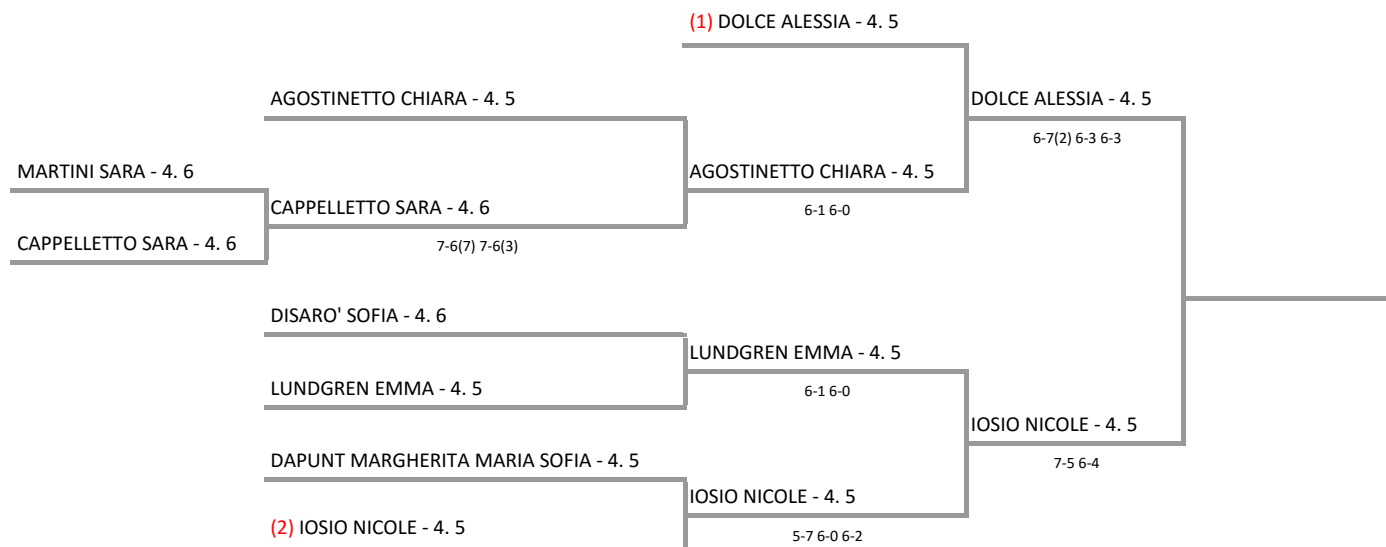 (1) DOLCE ALESSIA - 4. 5
AGOSTINETTO CHIARA - 4. 5
DOLCE ALESSIA - 4. 5
6-7(2) 6-3 6-3
MARTINI SARA - 4. 6
AGOSTINETTO CHIARA - 4. 5
6-1 6-0
CAPPELLETTO SARA - 4. 6
7-6(7) 7-6(3)
CAPPELLETTO SARA - 4. 6
DISARO' SOFIA - 4. 6
LUNDGREN EMMA - 4. 5
6-1 6-0
LUNDGREN EMMA - 4. 5
IOSIO NICOLE - 4. 5
7-5 6-4
DAPUNT MARGHERITA MARIA SOFIA - 4. 5
IOSIO NICOLE - 4. 5
5-7 6-0 6-2
(2) IOSIO NICOLE - 4. 5